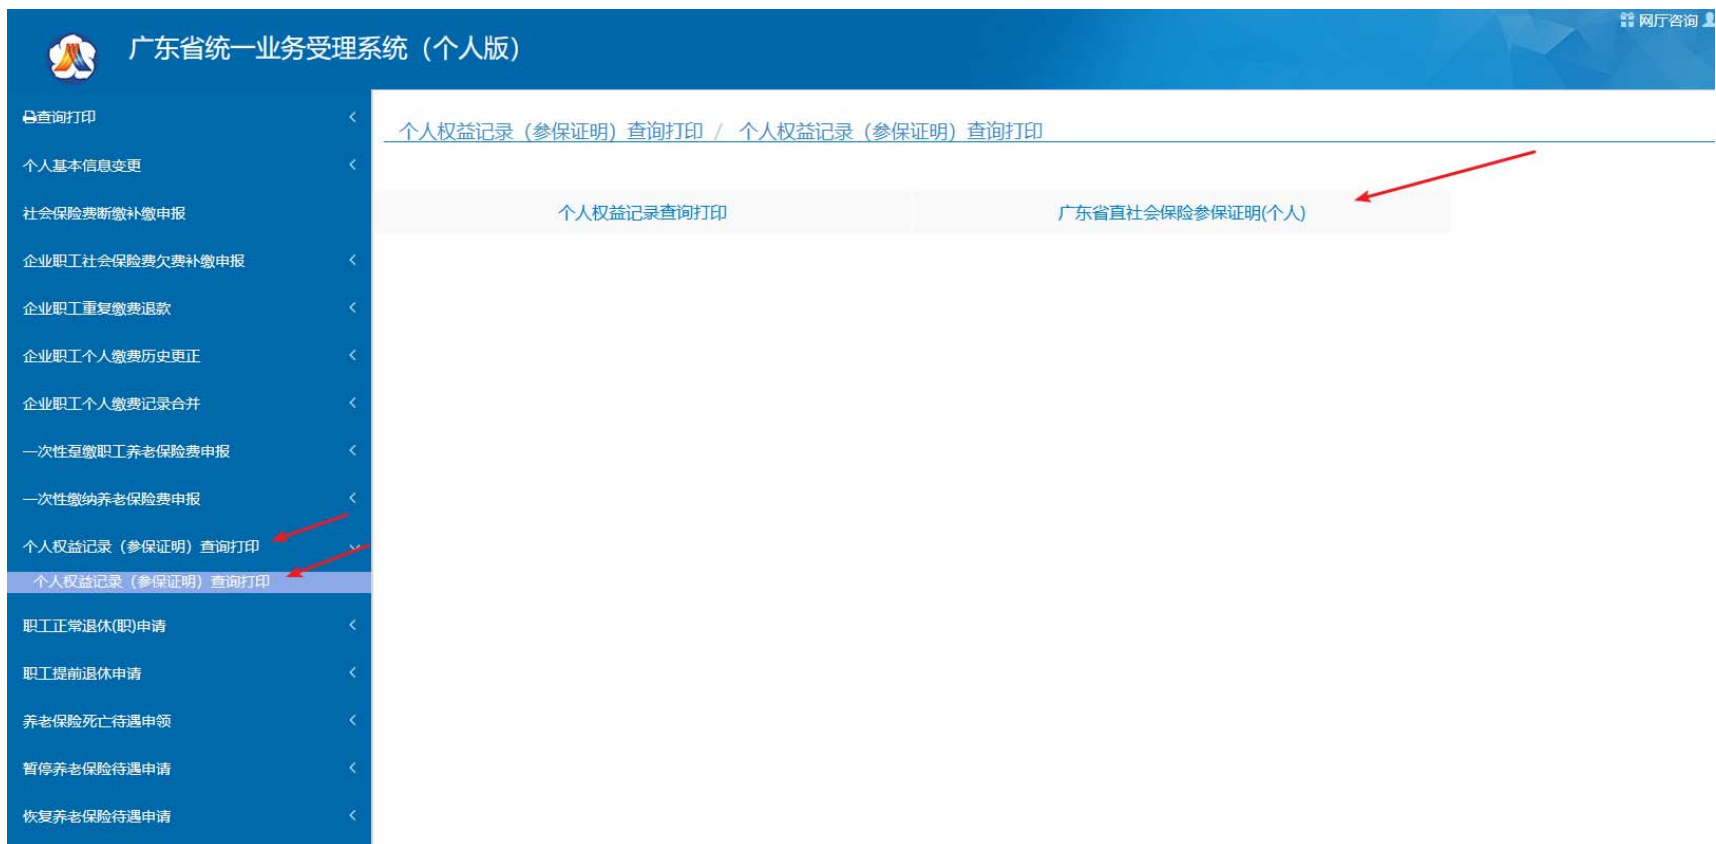 网厅咨询
广东省统一业务受理系统（个人版）
查询打印
个人基本信息变更
社会保险费断缴补缴申报
企业职工社会保险费欠费补缴申报
企业职工重复缴费退款
企业职工个人缴费历史更正
企业职工个人缴费记录合并
一次性趸缴职工养老保险费申报
一次性缴纳养老保险费申报
个人权益记录（参保证明）查询打印
个人权益记录（参保证明）查询打印
职工正常退休(职)申请
职工提前退休申请
养老保险死亡待遇申领
暂停养老保险待遇申请
恢复养老保险待遇申请
个人权益记录（参保证明）查询打印 / 个人权益记录（参保证明）查询打印
个人权益记录查询打印
广东省直社会保险参保证明(个人)